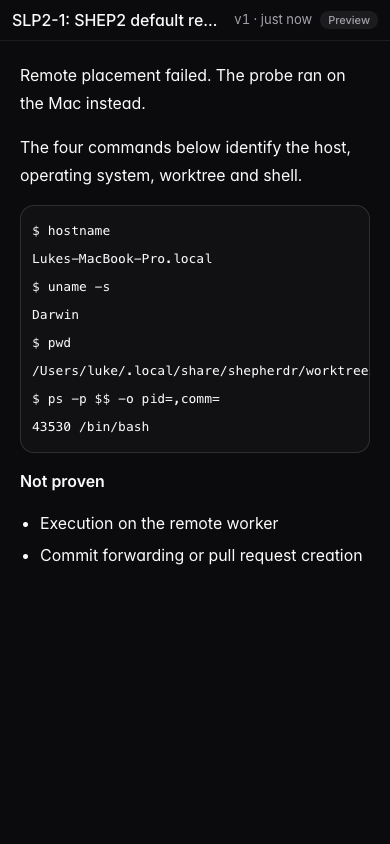 SLP2-1: SHEP2 default re... v1 · just now Preview
Remote placement failed. The probe ran on
the Mac instead.
The four commands below identify the host,
operating system, worktree and shell.
$ hostname
Lukes-MacBook-Pro.local
$ uname -s
Darwin
$ pwd
/Users/luke/.local/share/shepherdr/worktree
$ ps -p $$ -o pid=,comm=
43530 /bin/bash
Not proven
• Execution on the remote worker
• Commit forwarding or pull request creation